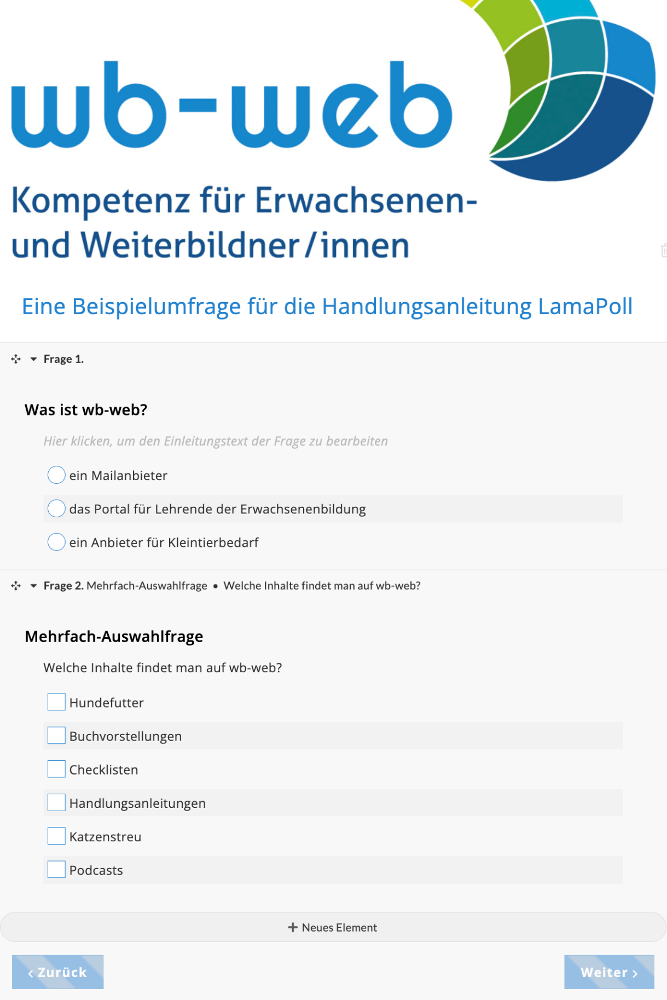 wb-web
Kompetenz für Erwachsenen-
und Weiterbildner/innen
Eine Beispielumfrage für die Handlungsanleitung LamaPoll
Frage 1.
Was ist wb-web?
Hier klicken, um den Einleitungstext der Frage zu bearbeiten
ein Mailanbieter
das Portal für Lehrende der Erwachsenenbildung
ein Anbieter für Kleintierbedarf
Frage 2. Mehrfach-Auswahlfrage • Welche Inhalte findet man auf wb-web?
Mehrfach-Auswahlfrage
Welche Inhalte findet man auf wb-web?
Hundefutter
Buchvorstellungen
Checklisten
Handlungsanleitungen
Katzenstreu
Podcasts
+ Neues Element
‹ Zurück
Weiter ›